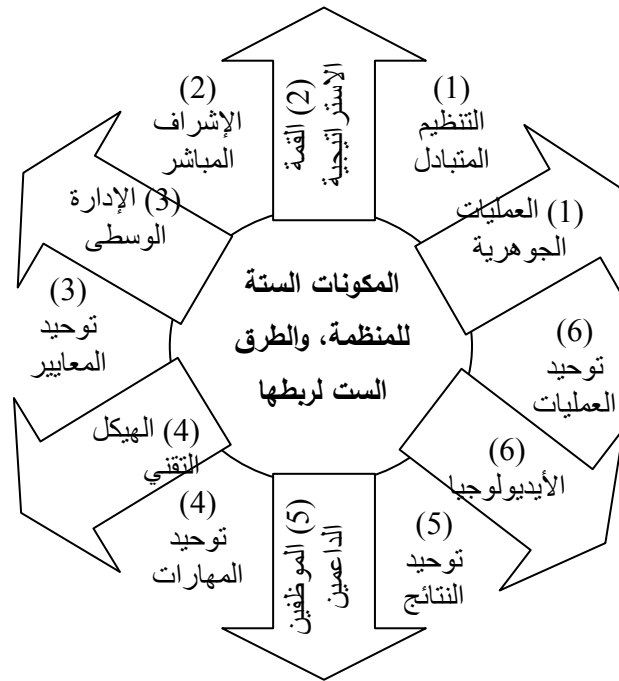 المكونات الستة
للمنظمة، والطرق
الست لربطها
(1)
التنظيم
المتبادل
(1) العمليات
الجوهرية
(2)
الإشراف
المباشر
(2) القمة
الاستراتيجية
(3) الإدارة
الوسطى
(3)
توحيد
المعايير
(4) الهيكل
التقني
(4)
توحيد
المهارات
(5) الموظفين
الداعمين
(5)
توحيد
النتائج
(6)
الأيديولوجيا
(6)
توحيد
العمليات